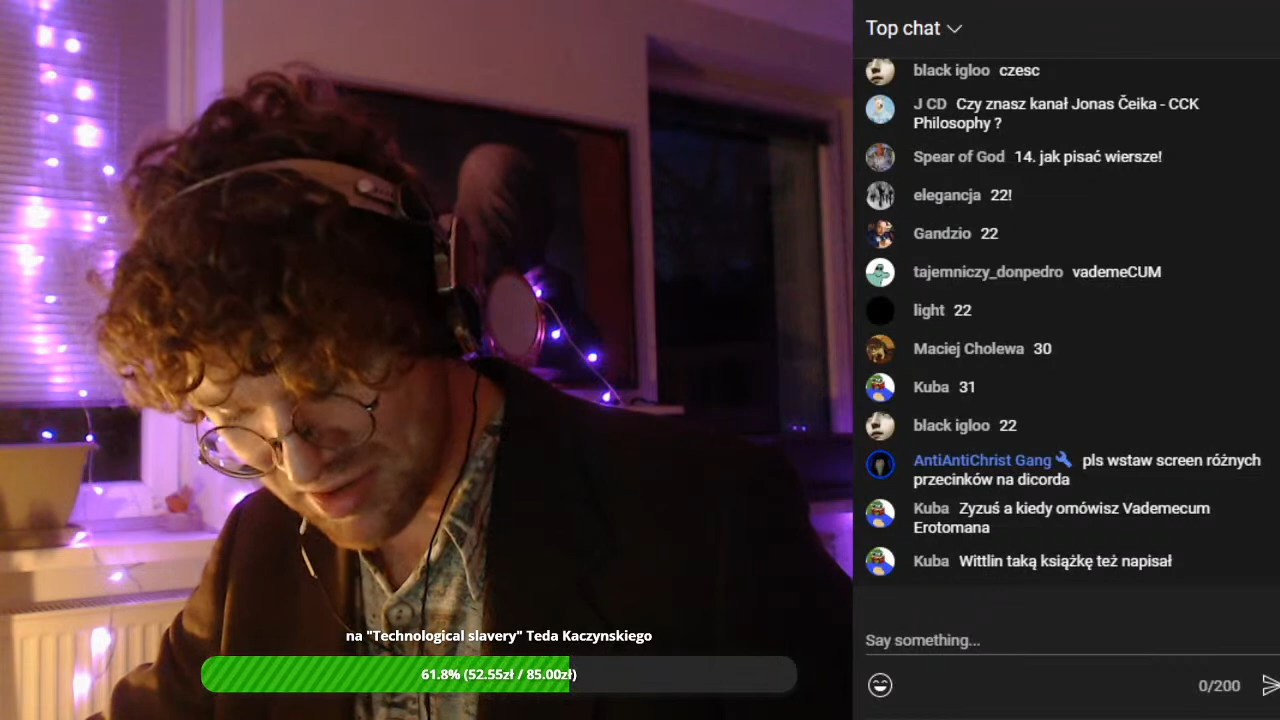 Top chat
black igloo czesc
J CD Czy znasz kanał Jonas Čeika - CCK
Philosophy ?
Spear of God 14. jak pisać wiersze!
elegancja 22!
Gandzio 22
tajemniczy_donpedro vademeCUM
light 22
Maciej Cholewa 30
Kuba 31
black igloo 22
AntiAntiChrist Gang pls wstaw screen różnych
przecinków na dicorda
Kuba Zyzuś a kiedy omówisz Vademecum
Erotomana
Kuba Wittlin taką książkę też napisał
na "Technological slavery" Teda Kaczynskiego
61.8% (52.55zł / 85.00zł)
Say something...
0/200